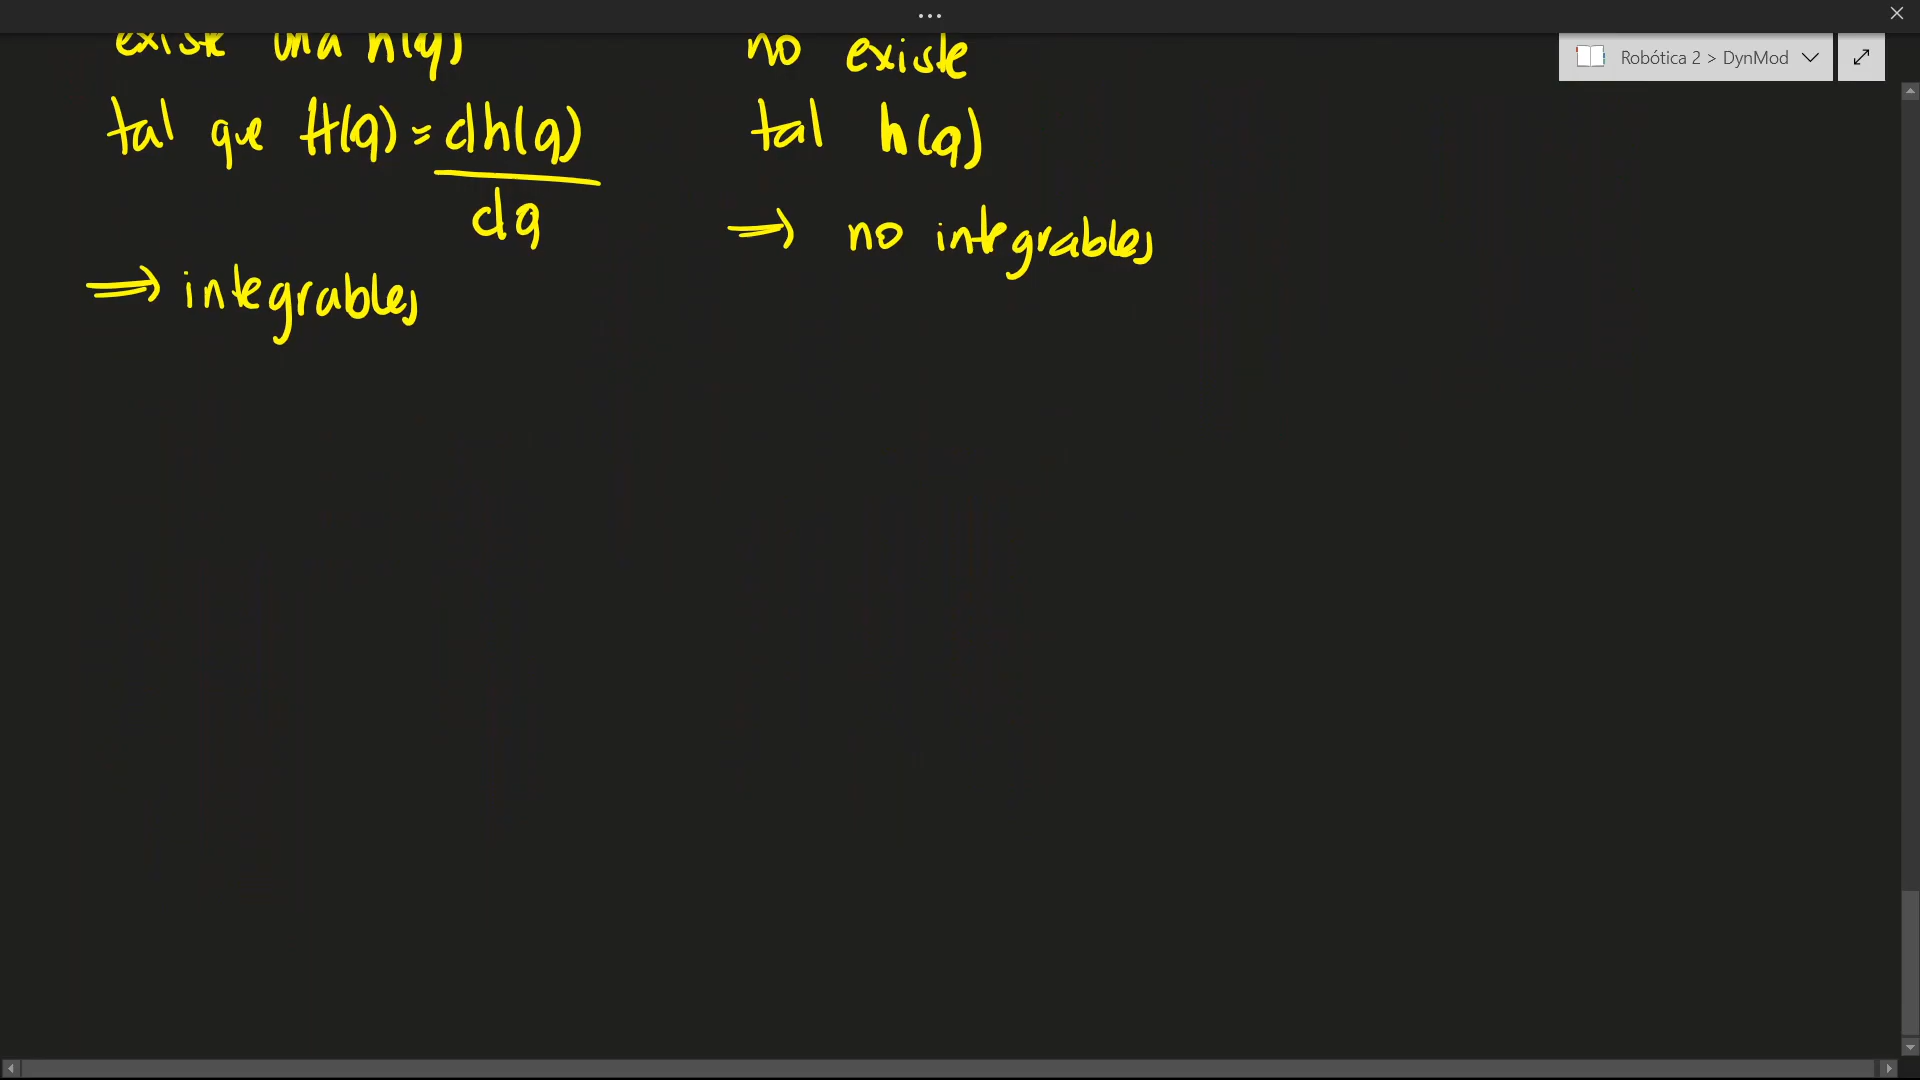 ...
Robótica 2 > DynMod
existe una h(q)
tal que H(q) = dh(q)
dq
⟹ integrables
no existe
tal h(q)
⟹ no integrables